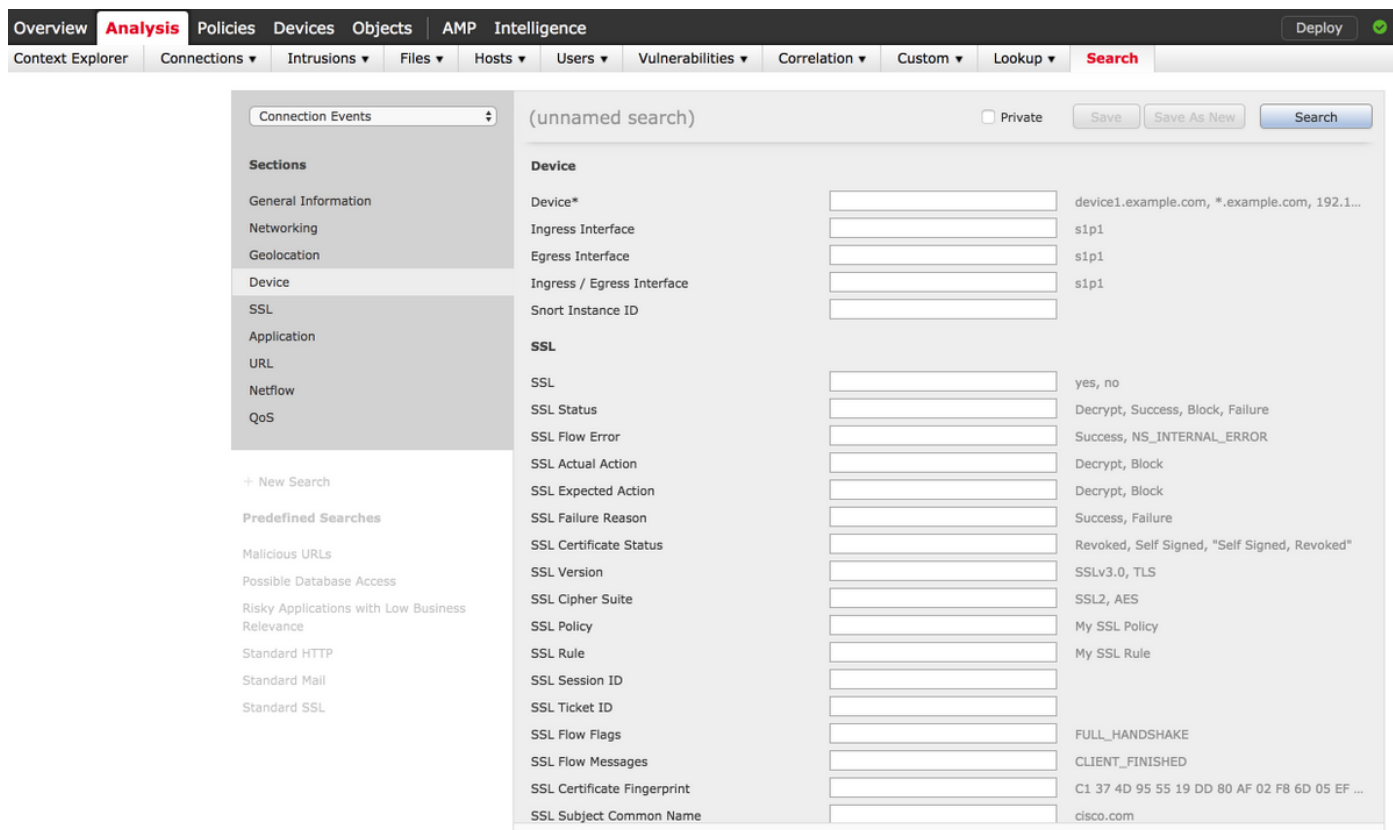 Overview Analysis Policies Devices Objects AMP Intelligence Deploy
Context Explorer Connections ▾ Intrusions ▾ Files ▾ Hosts ▾ Users ▾ Vulnerabilities ▾ Correlation ▾ Custom ▾ Lookup ▾ Search
Connection Events
Sections
General Information
Networking
Geolocation
Device
SSL
Application
URL
Netflow
QoS
+ New Search
Predefined Searches
Malicious URLs
Possible Database Access
Risky Applications with Low Business
Relevance
Standard HTTP
Standard Mail
Standard SSL
(unnamed search) Private Save Save As New Search
Device
Device* device1.example.com, *.example.com, 192.1...
Ingress Interface s1p1
Egress Interface s1p1
Ingress / Egress Interface s1p1
Snort Instance ID
SSL
SSL yes, no
SSL Status Decrypt, Success, Block, Failure
SSL Flow Error Success, NS_INTERNAL_ERROR
SSL Actual Action Decrypt, Block
SSL Expected Action Decrypt, Block
SSL Failure Reason Success, Failure
SSL Certificate Status Revoked, Self Signed, "Self Signed, Revoked"
SSL Version SSLv3.0, TLS
SSL Cipher Suite SSL2, AES
SSL Policy My SSL Policy
SSL Rule My SSL Rule
SSL Session ID
SSL Ticket ID
SSL Flow Flags FULL_HANDSHAKE
SSL Flow Messages CLIENT_FINISHED
SSL Certificate Fingerprint C1 37 4D 95 55 19 DD 80 AF 02 F8 6D 05 EF ...
SSL Subject Common Name cisco.com